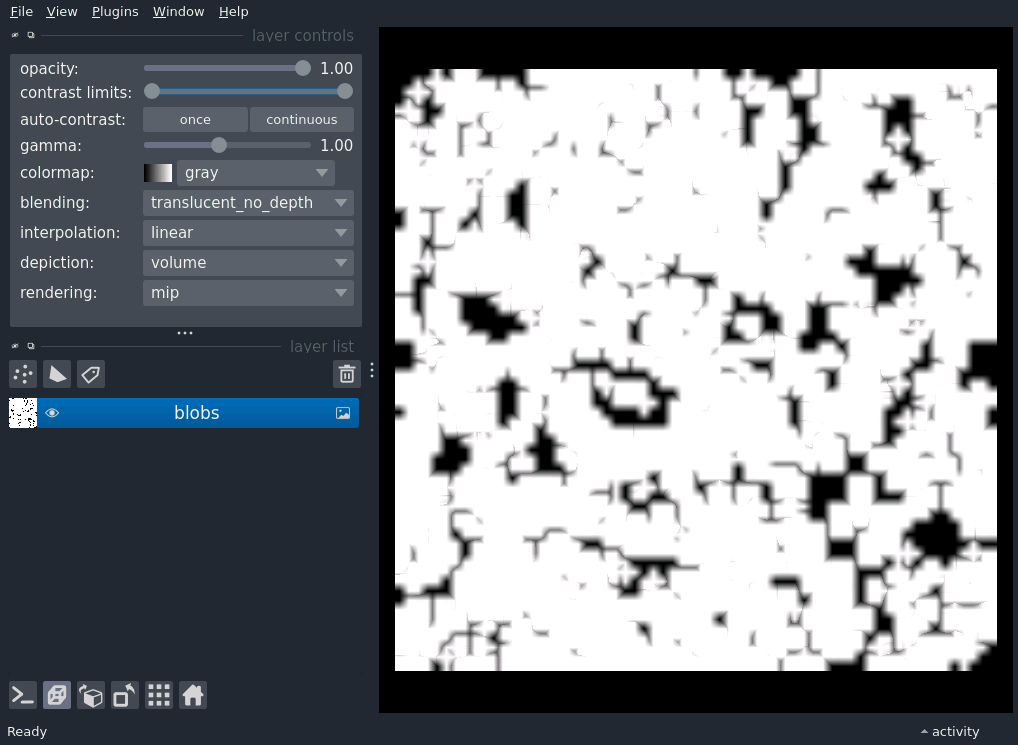 File View Plugins Window Help
layer controls
opacity: 1.00
contrast limits:
auto-contrast: once continuous
gamma: 1.00
colormap: gray
blending: translucent_no_depth
interpolation: linear
depiction: volume
rendering: mip
layer list
blobs
Ready activity